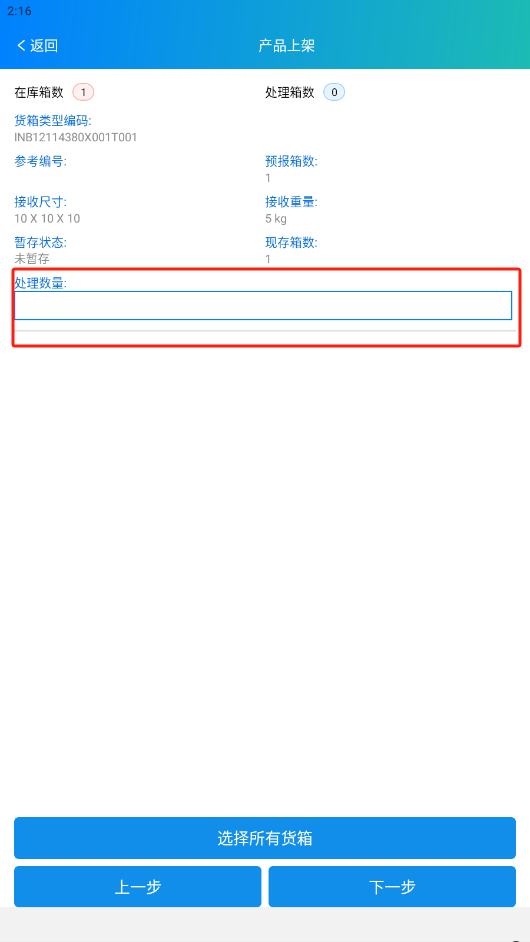 2:16
返回
产品上架
在库箱数 1
处理箱数 0
货箱类型编码:
INB12114380X001T001
参考编号:
预报箱数:
1
接收尺寸:
接收重量:
10 X 10 X 10
5 kg
暂存状态:
现存箱数:
未暂存
1
处理数量:
选择所有货箱
上一步
下一步